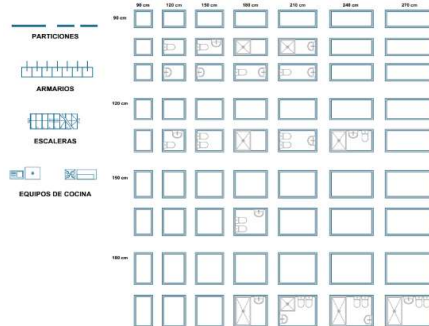 90 cm 120 cm 150 cm 180 cm 210 cm 240 cm 270 cm
90 cm
PARTICIONES
ARMARIOS
120 cm
ESCALERAS
150 cm
EQUIPOS DE COCINA
180 cm